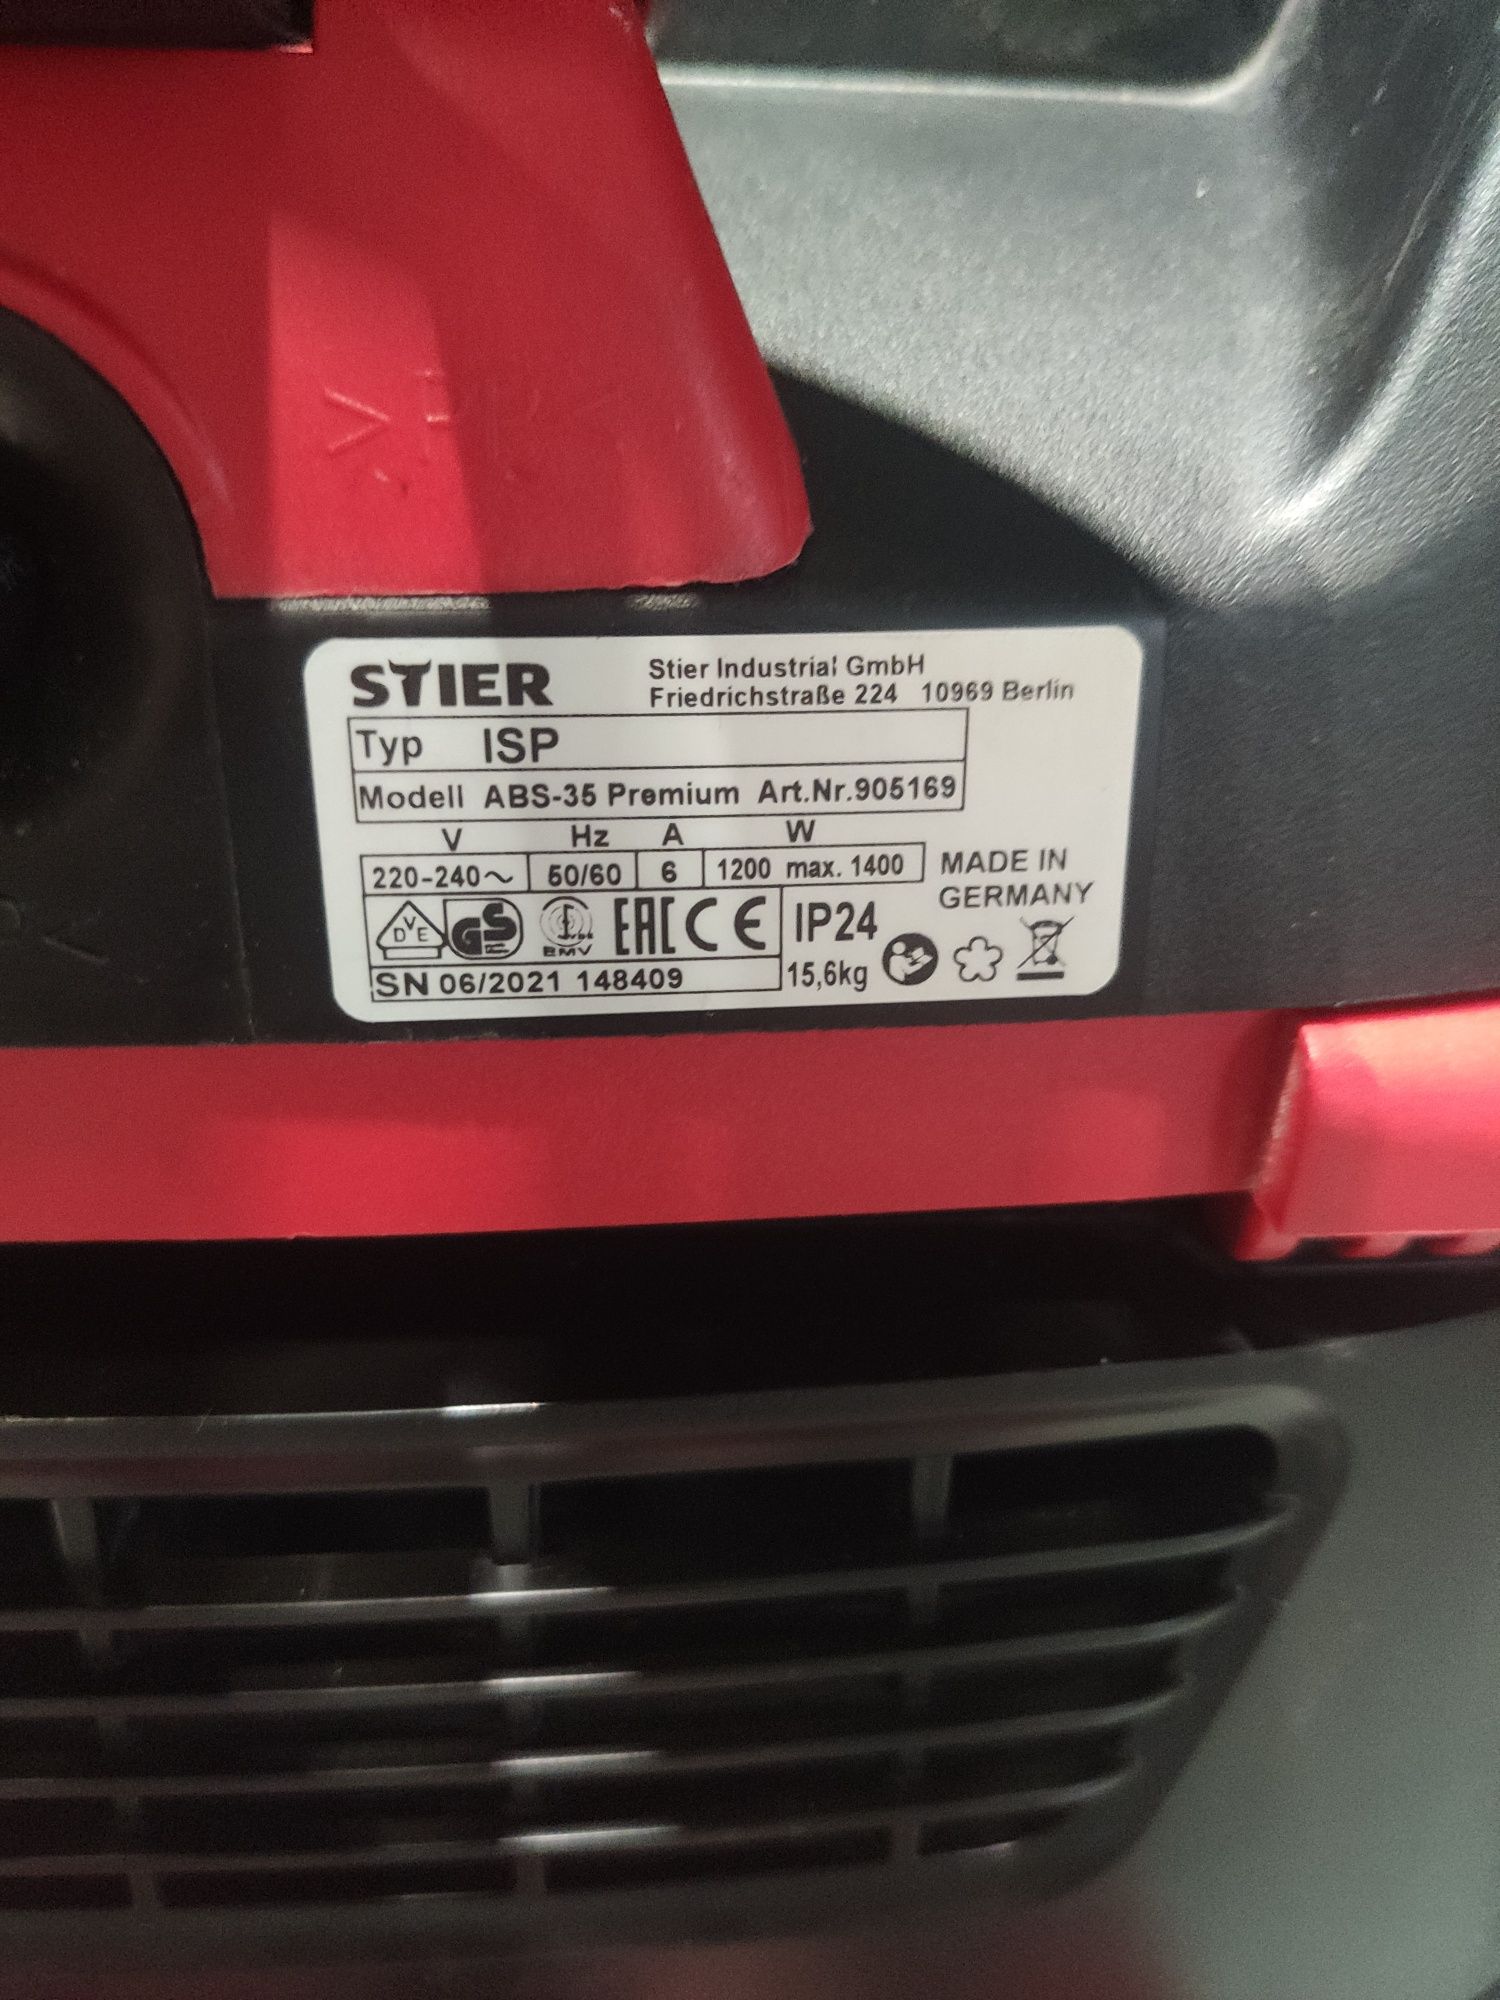 STIER
Stier Industrial GmbH
Friedrichstraße 224 10969 Berlin
Typ ISP
Modell ABS-35 Premium Art.Nr.905169
V Hz A W
220-240~ 50/60 6 1200 max. 1400
MADE IN
GERMANY
DVE GS EMV EAC CE IP24
SN 06/2021 148409 15,6kg